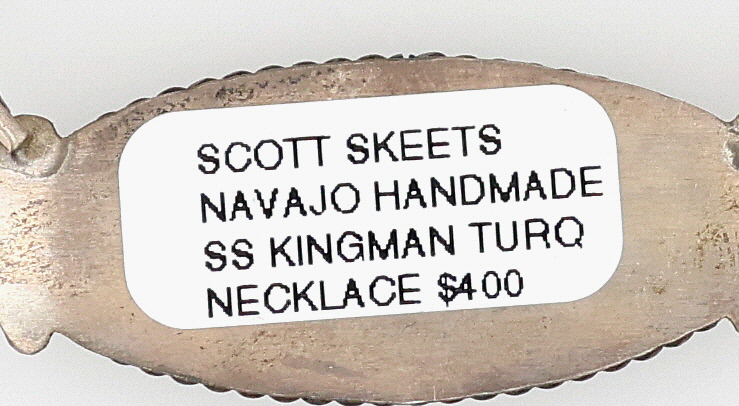 SCOTT SKEETS
NAVAJO HANDMADE
SS KINGMAN TURQ
NECKLACE $400